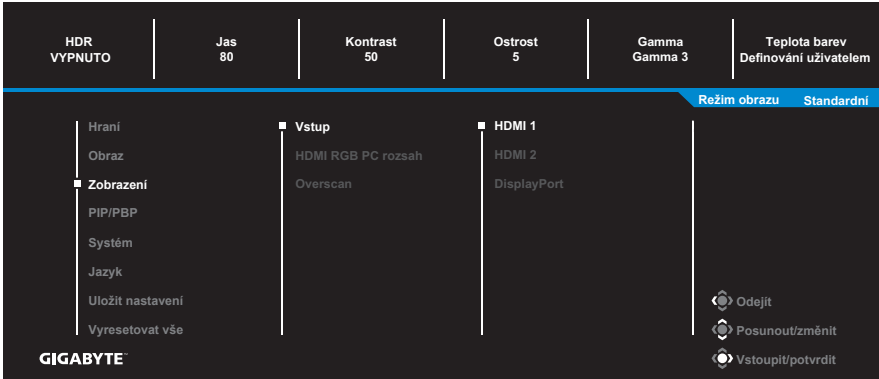 HDR
VYPNUTO
Jas
80
Kontrast
50
Ostrost
5
Gamma
Gamma 3
Teplota barev
Definování uživatelem
Režim obrazu Standardní
Hraní
Obraz
Zobrazení
PIP/PBP
Systém
Jazyk
Uložit nastavení
Vyresetovat vše
Vstup
HDMI RGB PC rozsah
Overscan
HDMI 1
HDMI 2
DisplayPort
Odejít
Posunout/změnit
Vstoupit/potvrdit
GIGABYTE